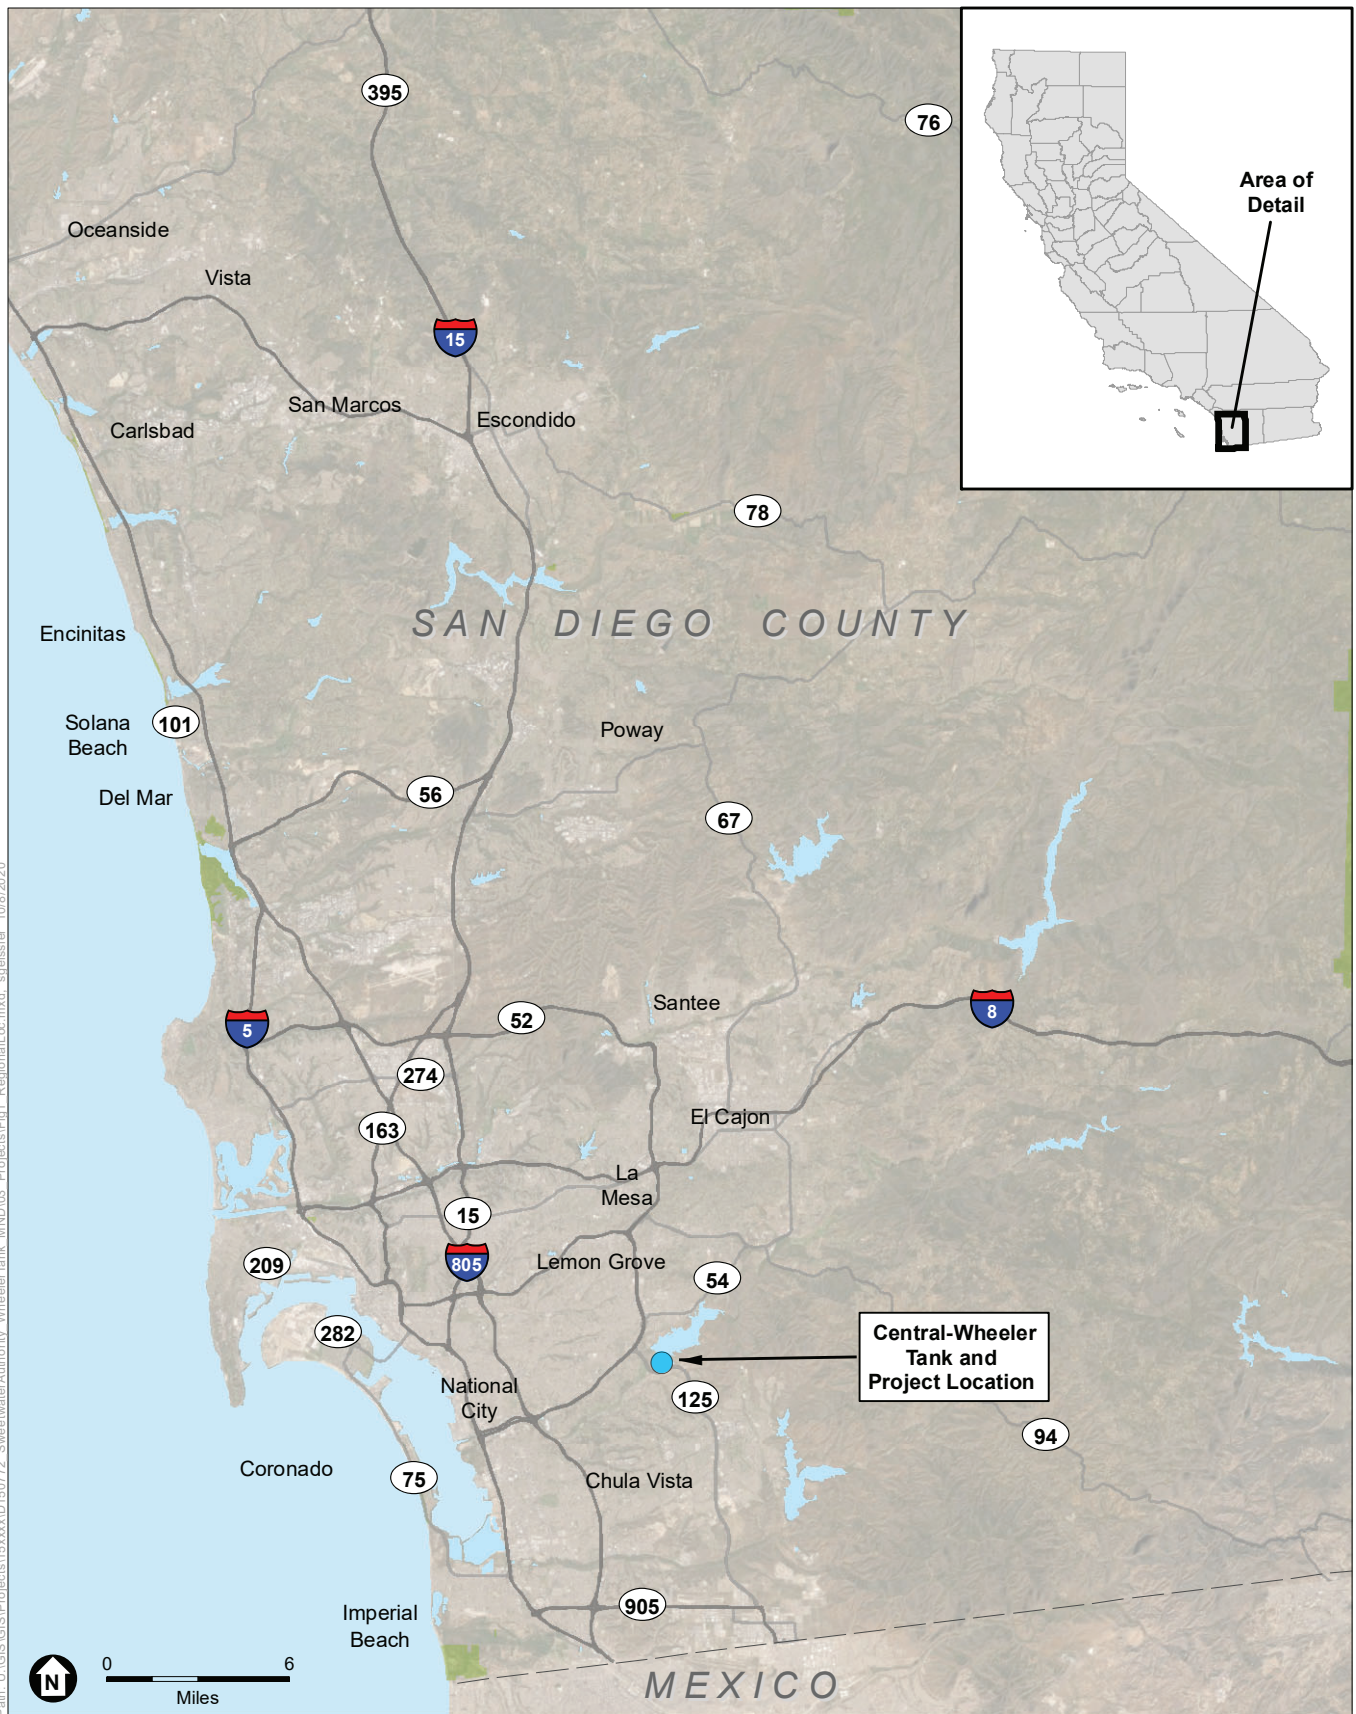 395
76
Area of
Detail
Oceanside
Vista
15
San Marcos
Escondido
Carlsbad
78
SAN DIEGO COUNTY
Encinitas
Solana
Beach
101
Poway
Del Mar
56
67
Santee
5
52
8
274
163
El Cajon
La
Mesa
15
209
805
Lemon Grove
54
282
Central-Wheeler
Tank and
Project Location
National
City
125
94
Coronado
75
Chula Vista
905
Imperial
Beach
N
0 6
Miles
MEXICO